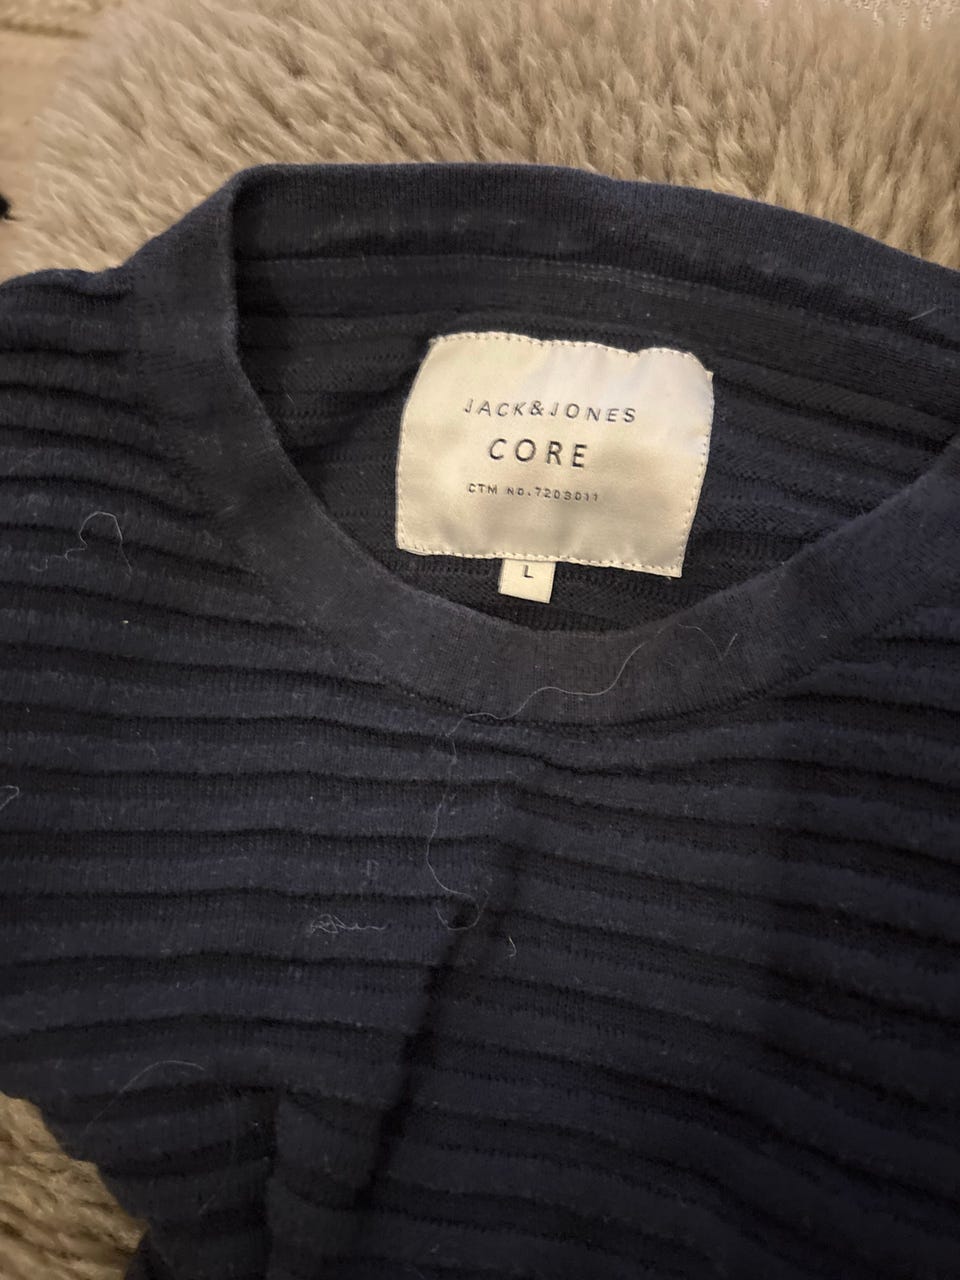 JACK&JONES
CORE
CTM NO.7203011
L